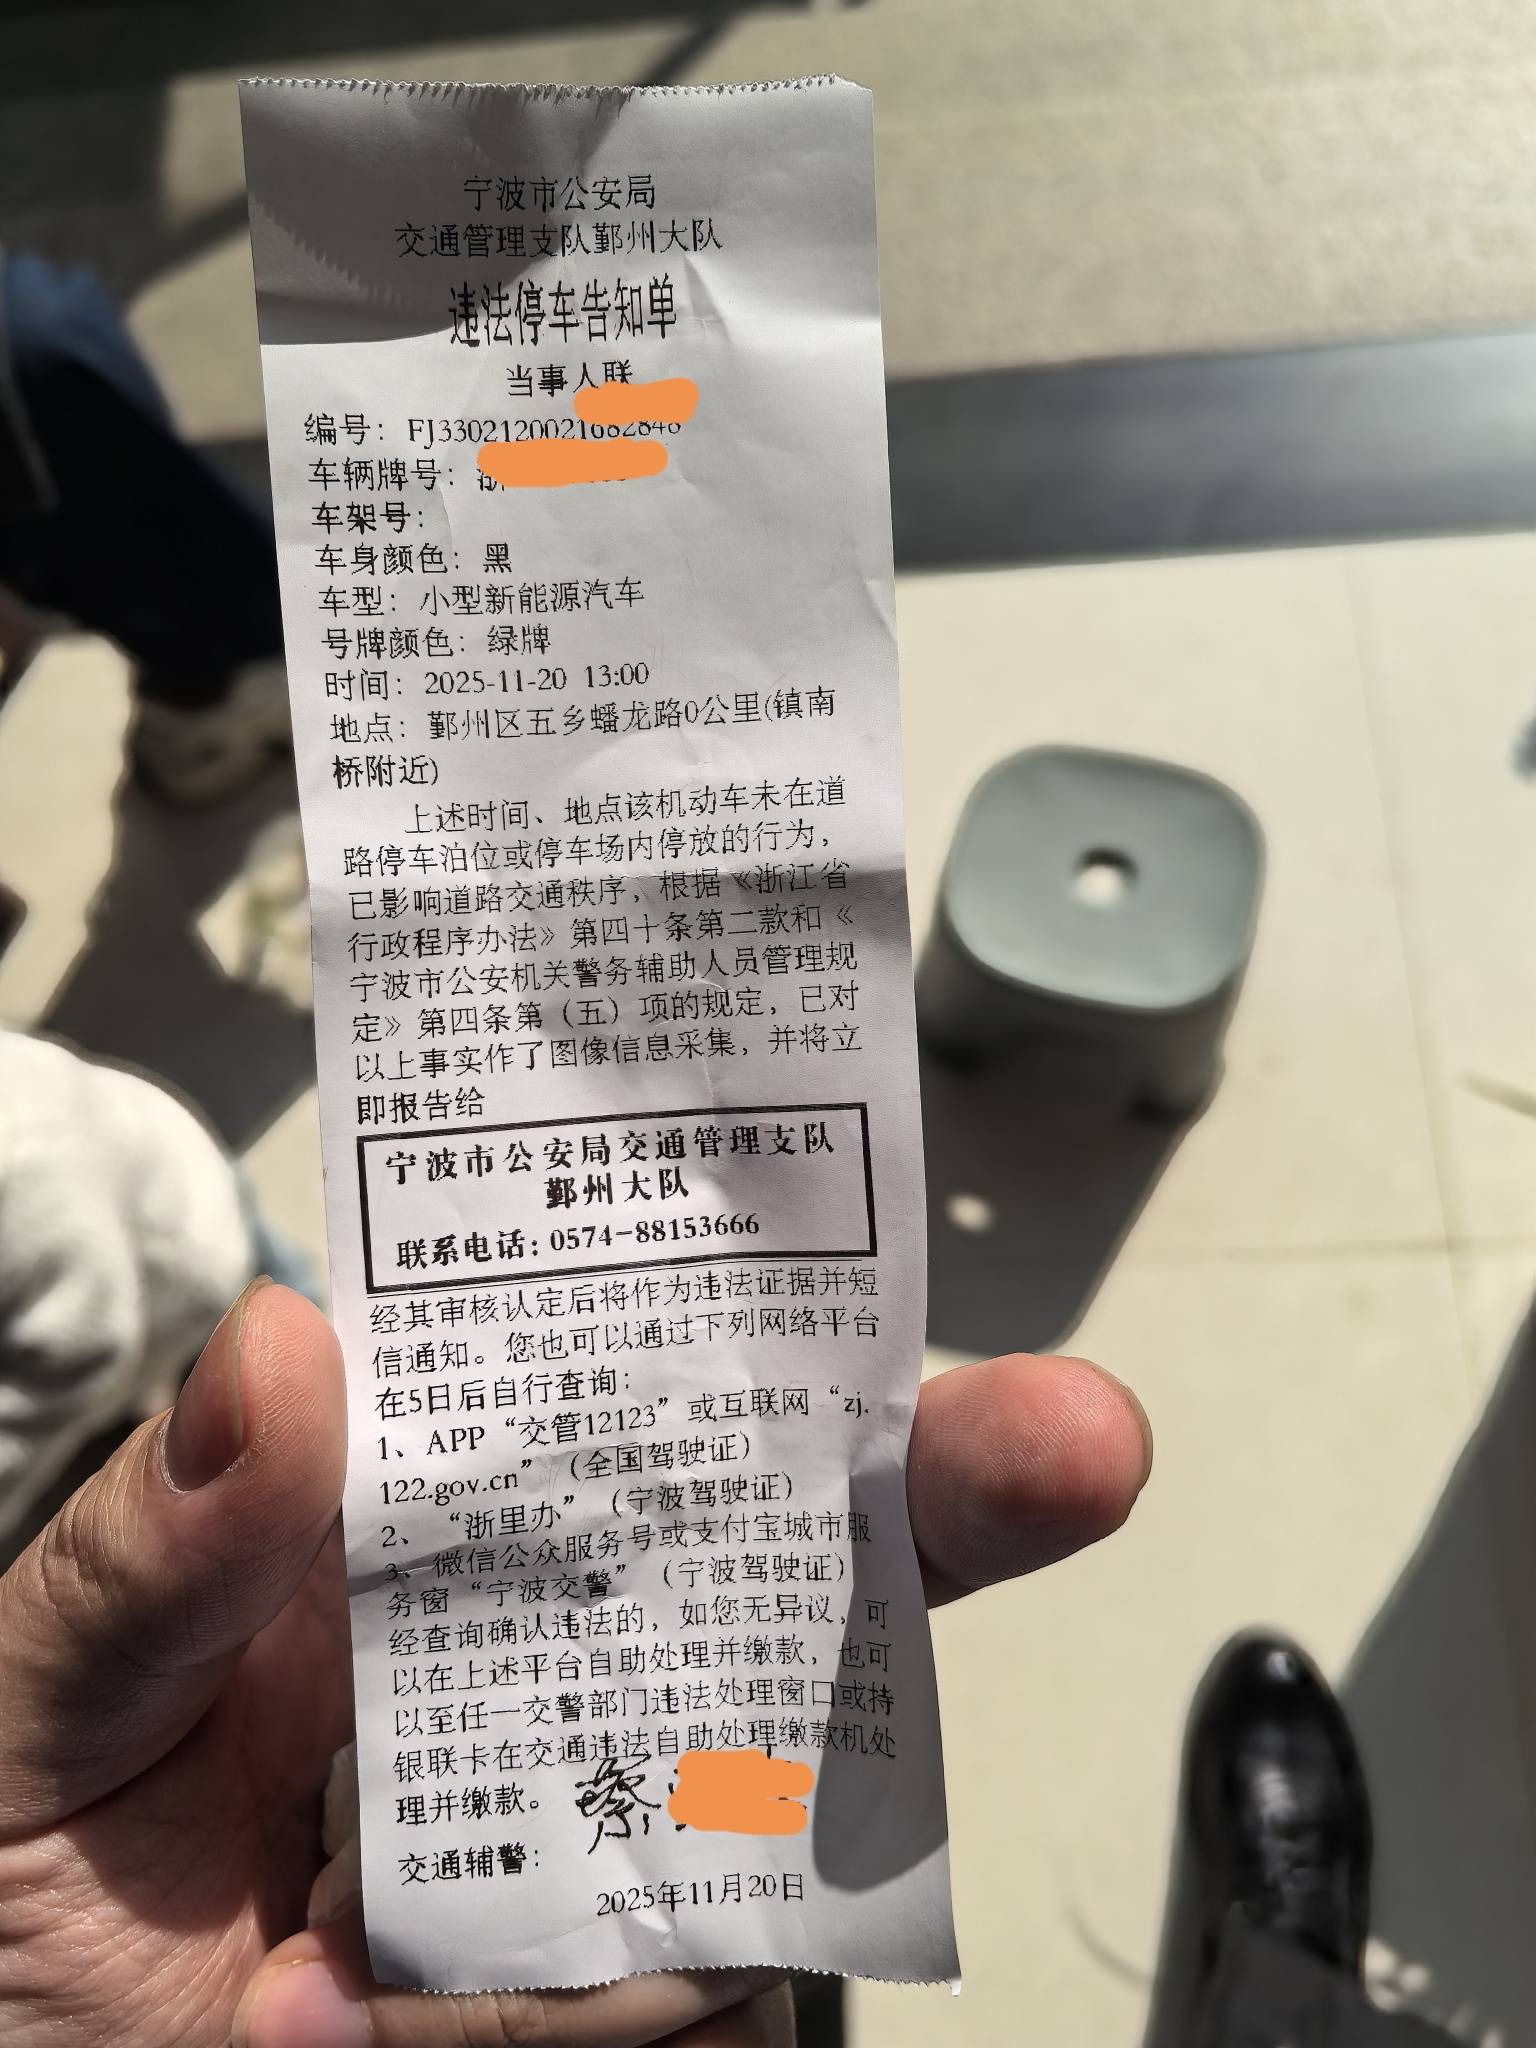 宁波市公安局
交通管理支队鄞州大队
违法停车告知单
当事人联
编号：FJ3302120021682846
车辆牌号：浙
车架号：
车身颜色：黑
车型：小型新能源汽车
号牌颜色：绿牌
时间：2025-11-20 13:00
地点：鄞州区五乡蟠龙路0公里(镇南
桥附近)
上述时间、地点该机动车未在道
路停车泊位或停车场内停放的行为，
已影响道路交通秩序，根据《浙江省
行政程序办法》第四十条第二款和《
宁波市公安机关警务辅助人员管理规
定》第四条第（五）项的规定，已对
以上事实作了图像信息采集，并将立
即报告给
宁波市公安局交通管理支队
鄞州大队
联系电话：0574-88153666
经其审核认定后将作为违法证据并短
信通知。您也可以通过下列网络平台
在5日后自行查询：
1、APP“交管12123”或互联网“zj.
122.gov.cn”（全国驾驶证）
2、“浙里办”（宁波驾驶证）
3、微信公众服务号或支付宝城市服
务窗“宁波交警”（宁波驾驶证）
经查询确认违法的，如您无异议，可
以在上述平台自助处理并缴款，也可
以至任一交警部门违法处理窗口或持
银联卡在交通违法自助处理缴款机处
理并缴款。
交通辅警：蔡
2025年11月20日